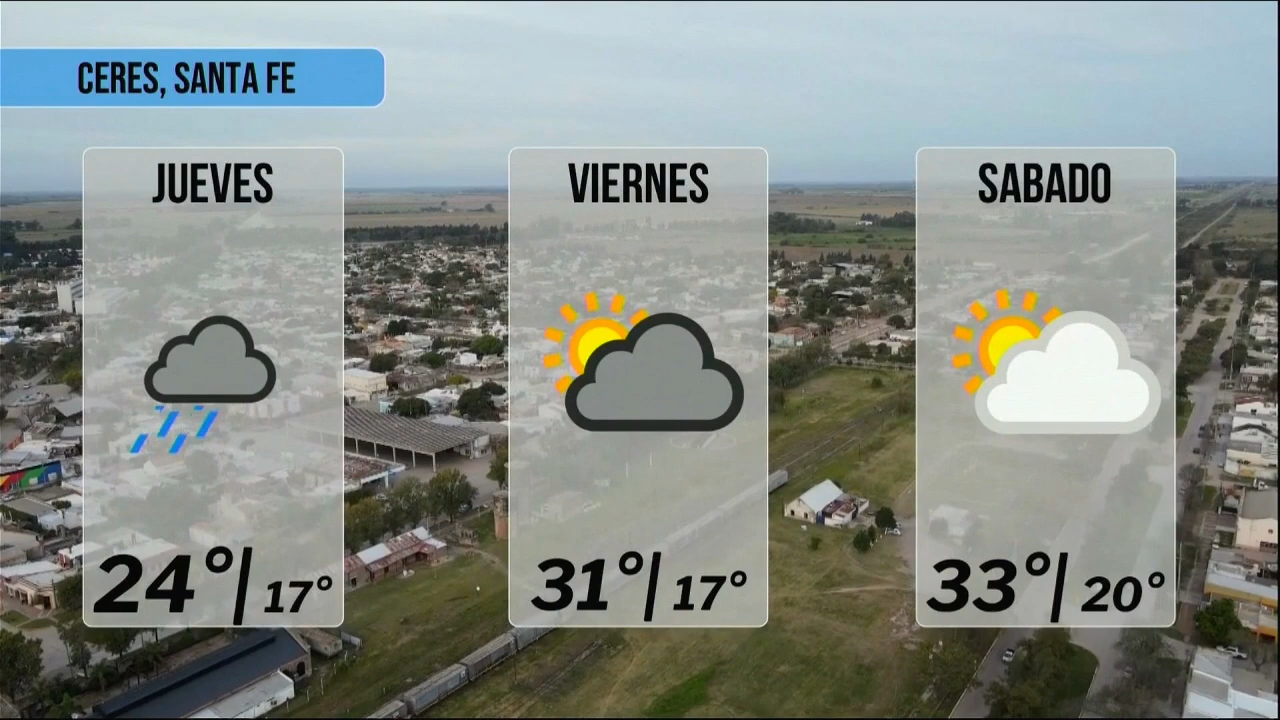 CERES, SANTA FE
JUEVES
24°| 17°
VIERNES
31°| 17°
SABADO
33°| 20°